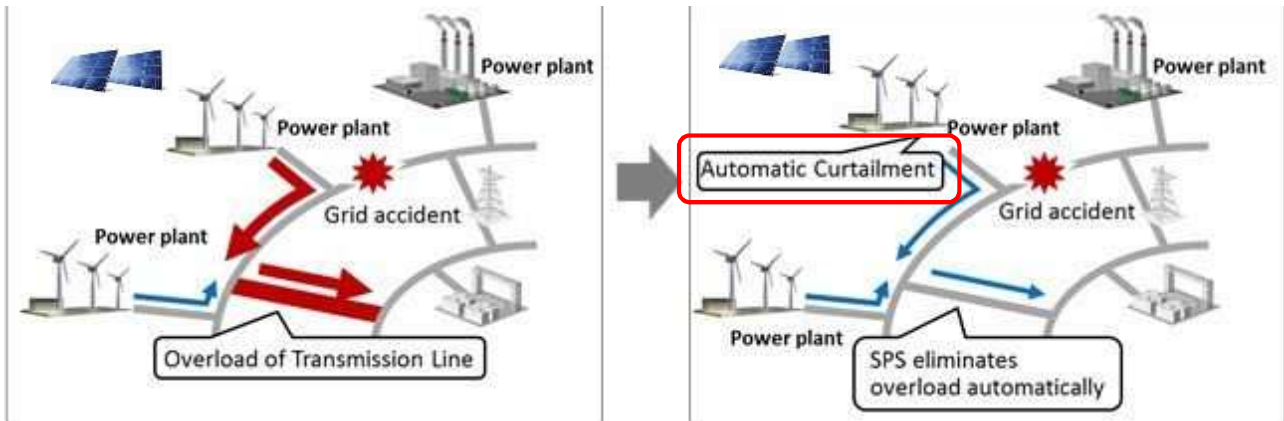 Power plant
Power plant
Grid accident
Power plant
Overload of Transmission Line
Power plant
Power plant
Automatic Curtailment
Grid accident
Power plant
SPS eliminates
overload automatically